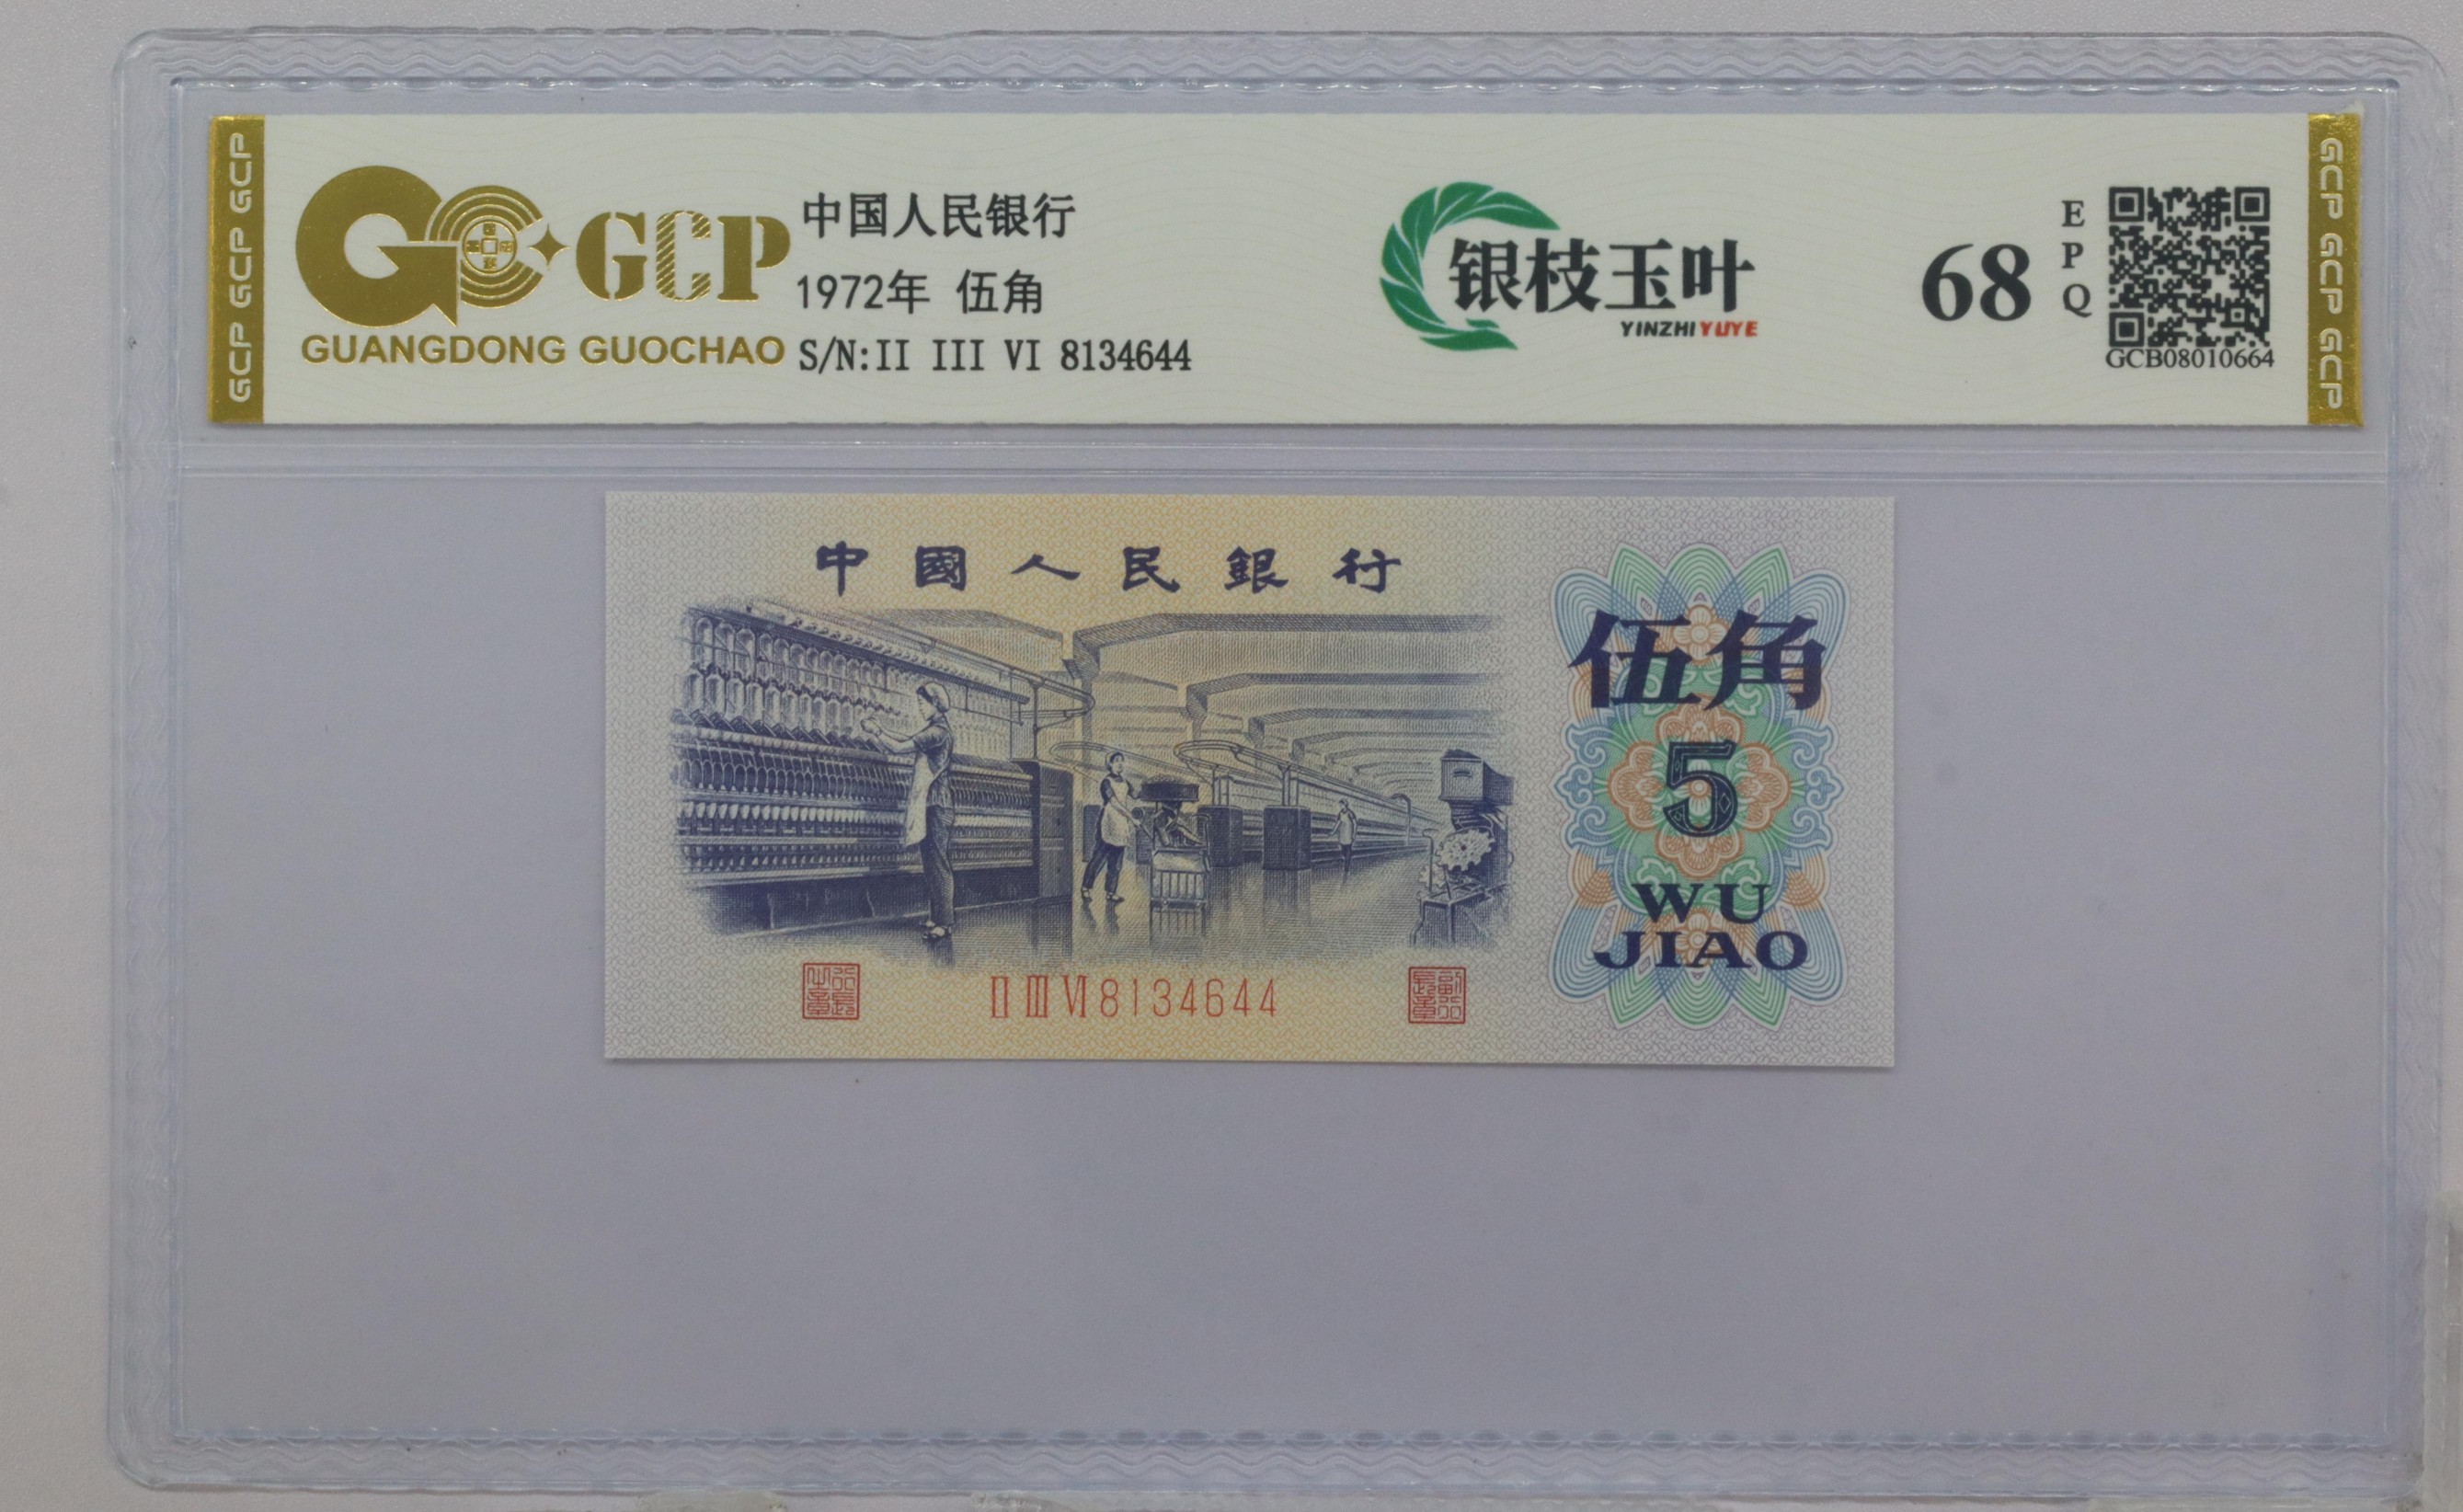 GCP GCP GCP
GCP
GUANGDONG GUOCHAO
中国人民银行
1972年 伍角
S/N:II III VI 8134644
银枝玉叶
YINZHIYUYE
68
EPQ
GCB08010664
GCP GCP GCP
中國人民銀行
伍角
5
WU
JIAO
II III VI 8134644